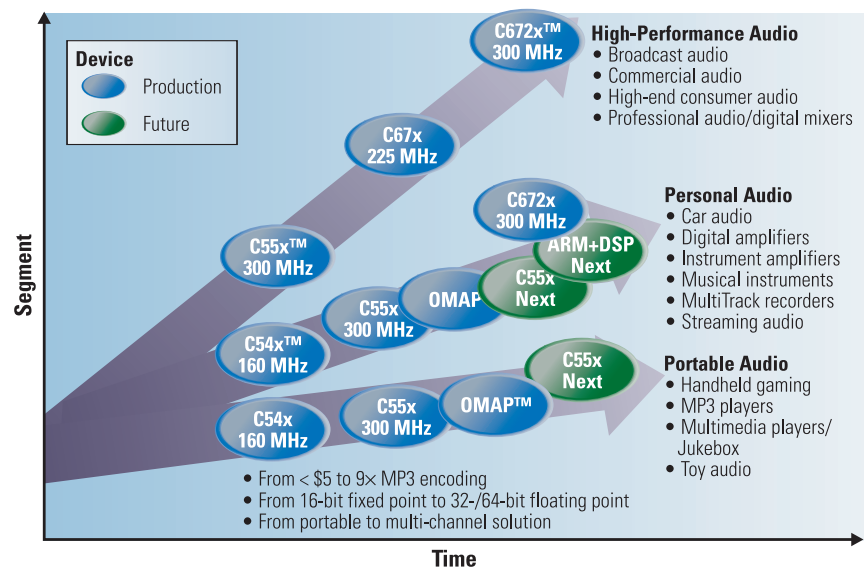 Device
Production
Future
C672x™
300 MHz
High-Performance Audio
• Broadcast audio
• Commercial audio
• High-end consumer audio
• Professional audio/digital mixers
C67x
225 MHz
C55x™
300 MHz
C672x
300 MHz
ARM+DSP
Next
C55x
Next
OMAP
C55x
300 MHz
C54x™
160 MHz
Personal Audio
• Car audio
• Digital amplifiers
• Instrument amplifiers
• Musical instruments
• MultiTrack recorders
• Streaming audio
C55x
Next
OMAP™
C55x
300 MHz
C54x
160 MHz
Portable Audio
• Handheld gaming
• MP3 players
• Multimedia players/
Jukebox
• Toy audio
• From < $5 to 9× MP3 encoding
• From 16-bit fixed point to 32-/64-bit floating point
• From portable to multi-channel solution
Segment
Time